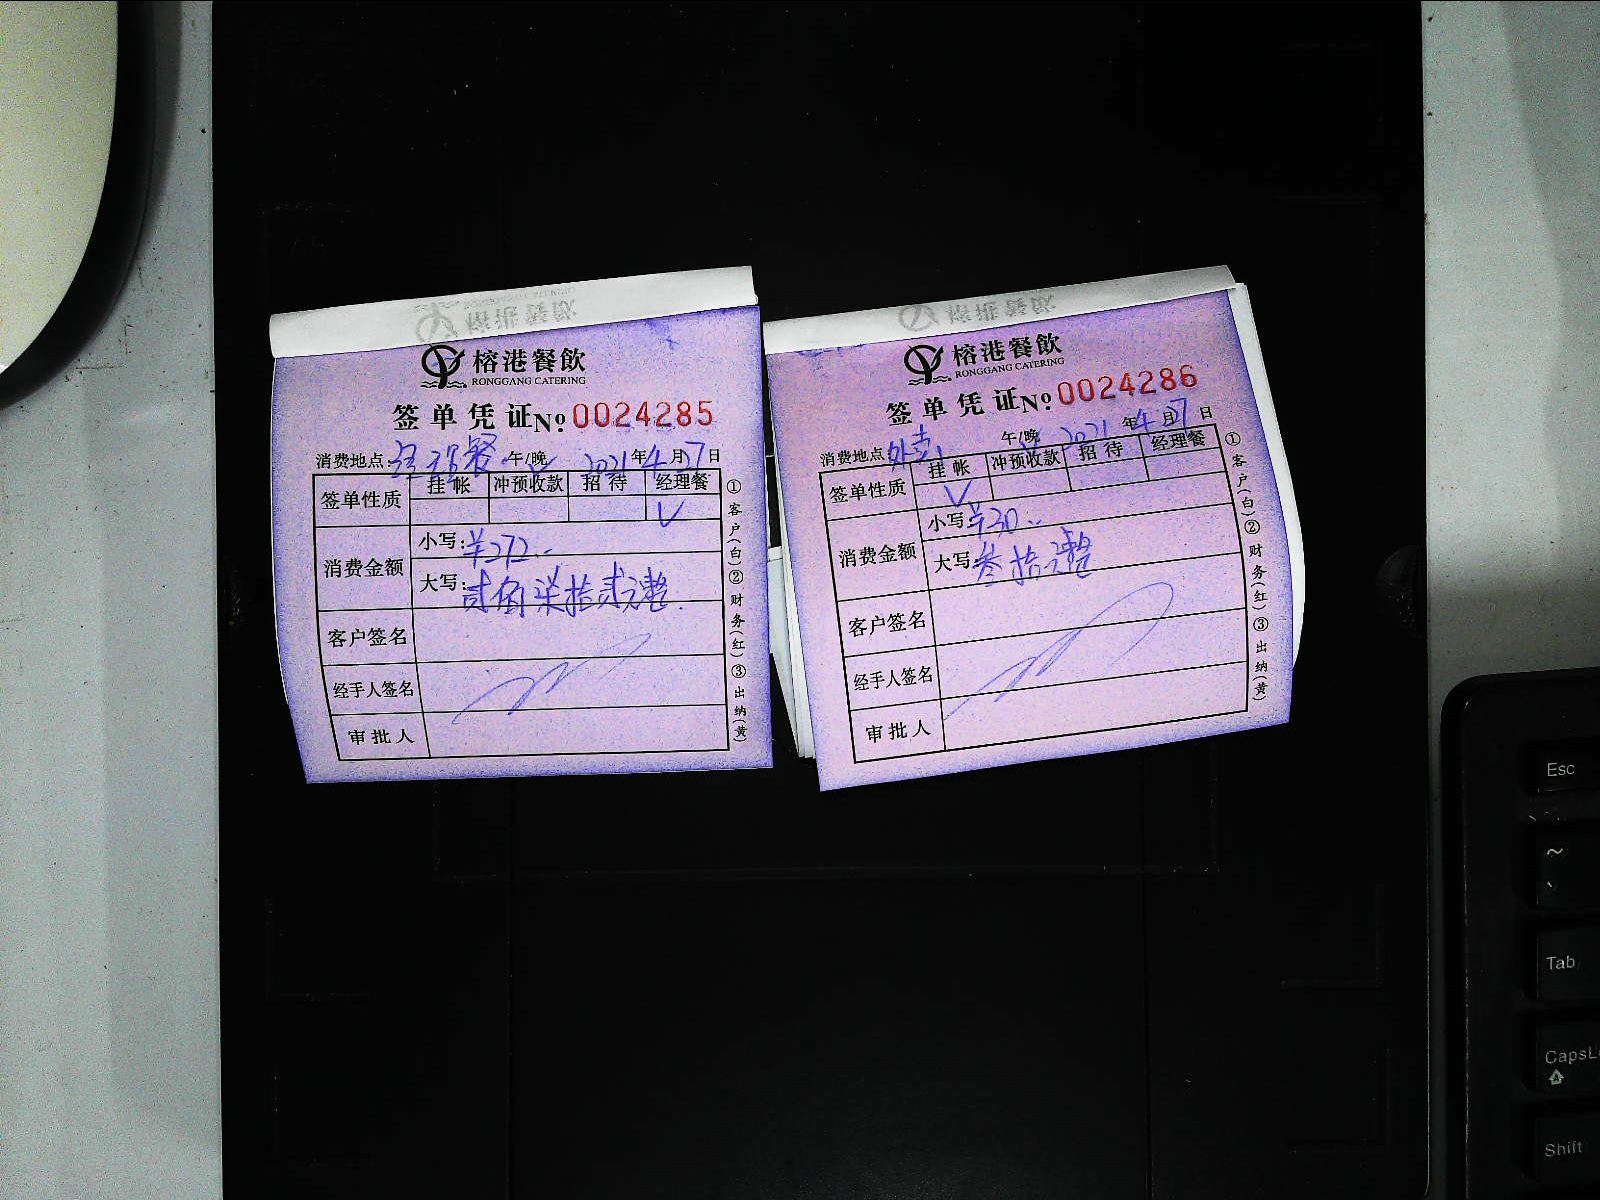 榕港餐飲
RONGGANG CATERING
签单凭证 No 0024285
消费地点: 经理餐 午/晚 2021年4月27日
签单性质 挂帐 冲预收款 招待 经理餐
✓
消费金额
小写: ¥272..
大写: 贰佰柒拾贰元整
客户签名
经手人签名
审批人
①客户(白)②财务(红)③出纳(黄)
榕港餐飲
RONGGANG CATERING
签单凭证 No 0024286
消费地点: 外卖 午/晚 2021年4月27日
签单性质 挂帐 冲预收款 招待 经理餐
✓
消费金额
小写: ¥30..
大写: 叁拾元整
客户签名
经手人签名
审批人
①客户(白)②财务(红)③出纳(黄)
Esc
~
Tab
CapsL
Shift